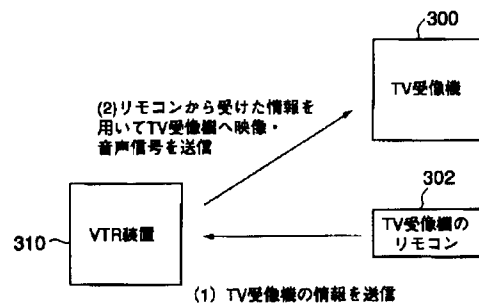 300
TV受像機
(2)リモコンから受けた情報を
用いてTV受像機へ映像・
音声信号を送信
302
TV受像機の
リモコン
310
VTR装置
(1) TV受像機の情報を送信